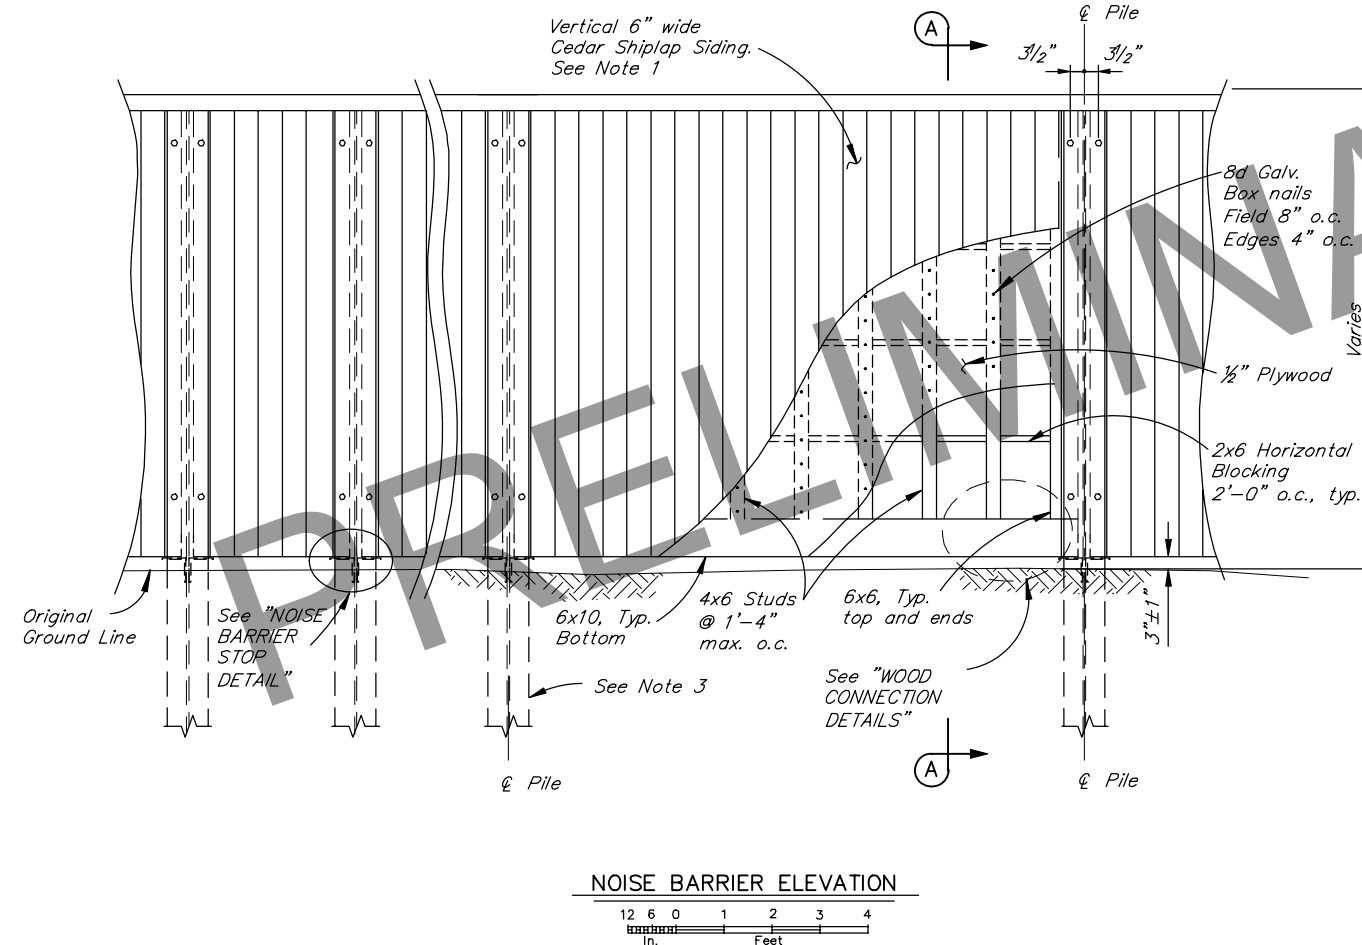 Vertical 6" wide
Cedar Shiplap Siding.
See Note 1
A
℄ Pile
3½"
3½"
8d Galv.
Box nails
Field 8" o.c.
Edges 4" o.c.
Varies
½" Plywood
2x6 Horizontal
Blocking
2'-0" o.c., typ.
Original
Ground Line
See "NOISE
BARRIER
STOP
DETAIL"
6x10, Typ.
Bottom
4x6 Studs
@ 1'-4"
max. o.c.
6x6, Typ.
top and ends
3"±1"
See Note 3
See "WOOD
CONNECTION
DETAILS"
A
℄ Pile
℄ Pile
PRELIMINA
NOISE BARRIER ELEVATION
12 6 0 1 2 3 4
In. Feet